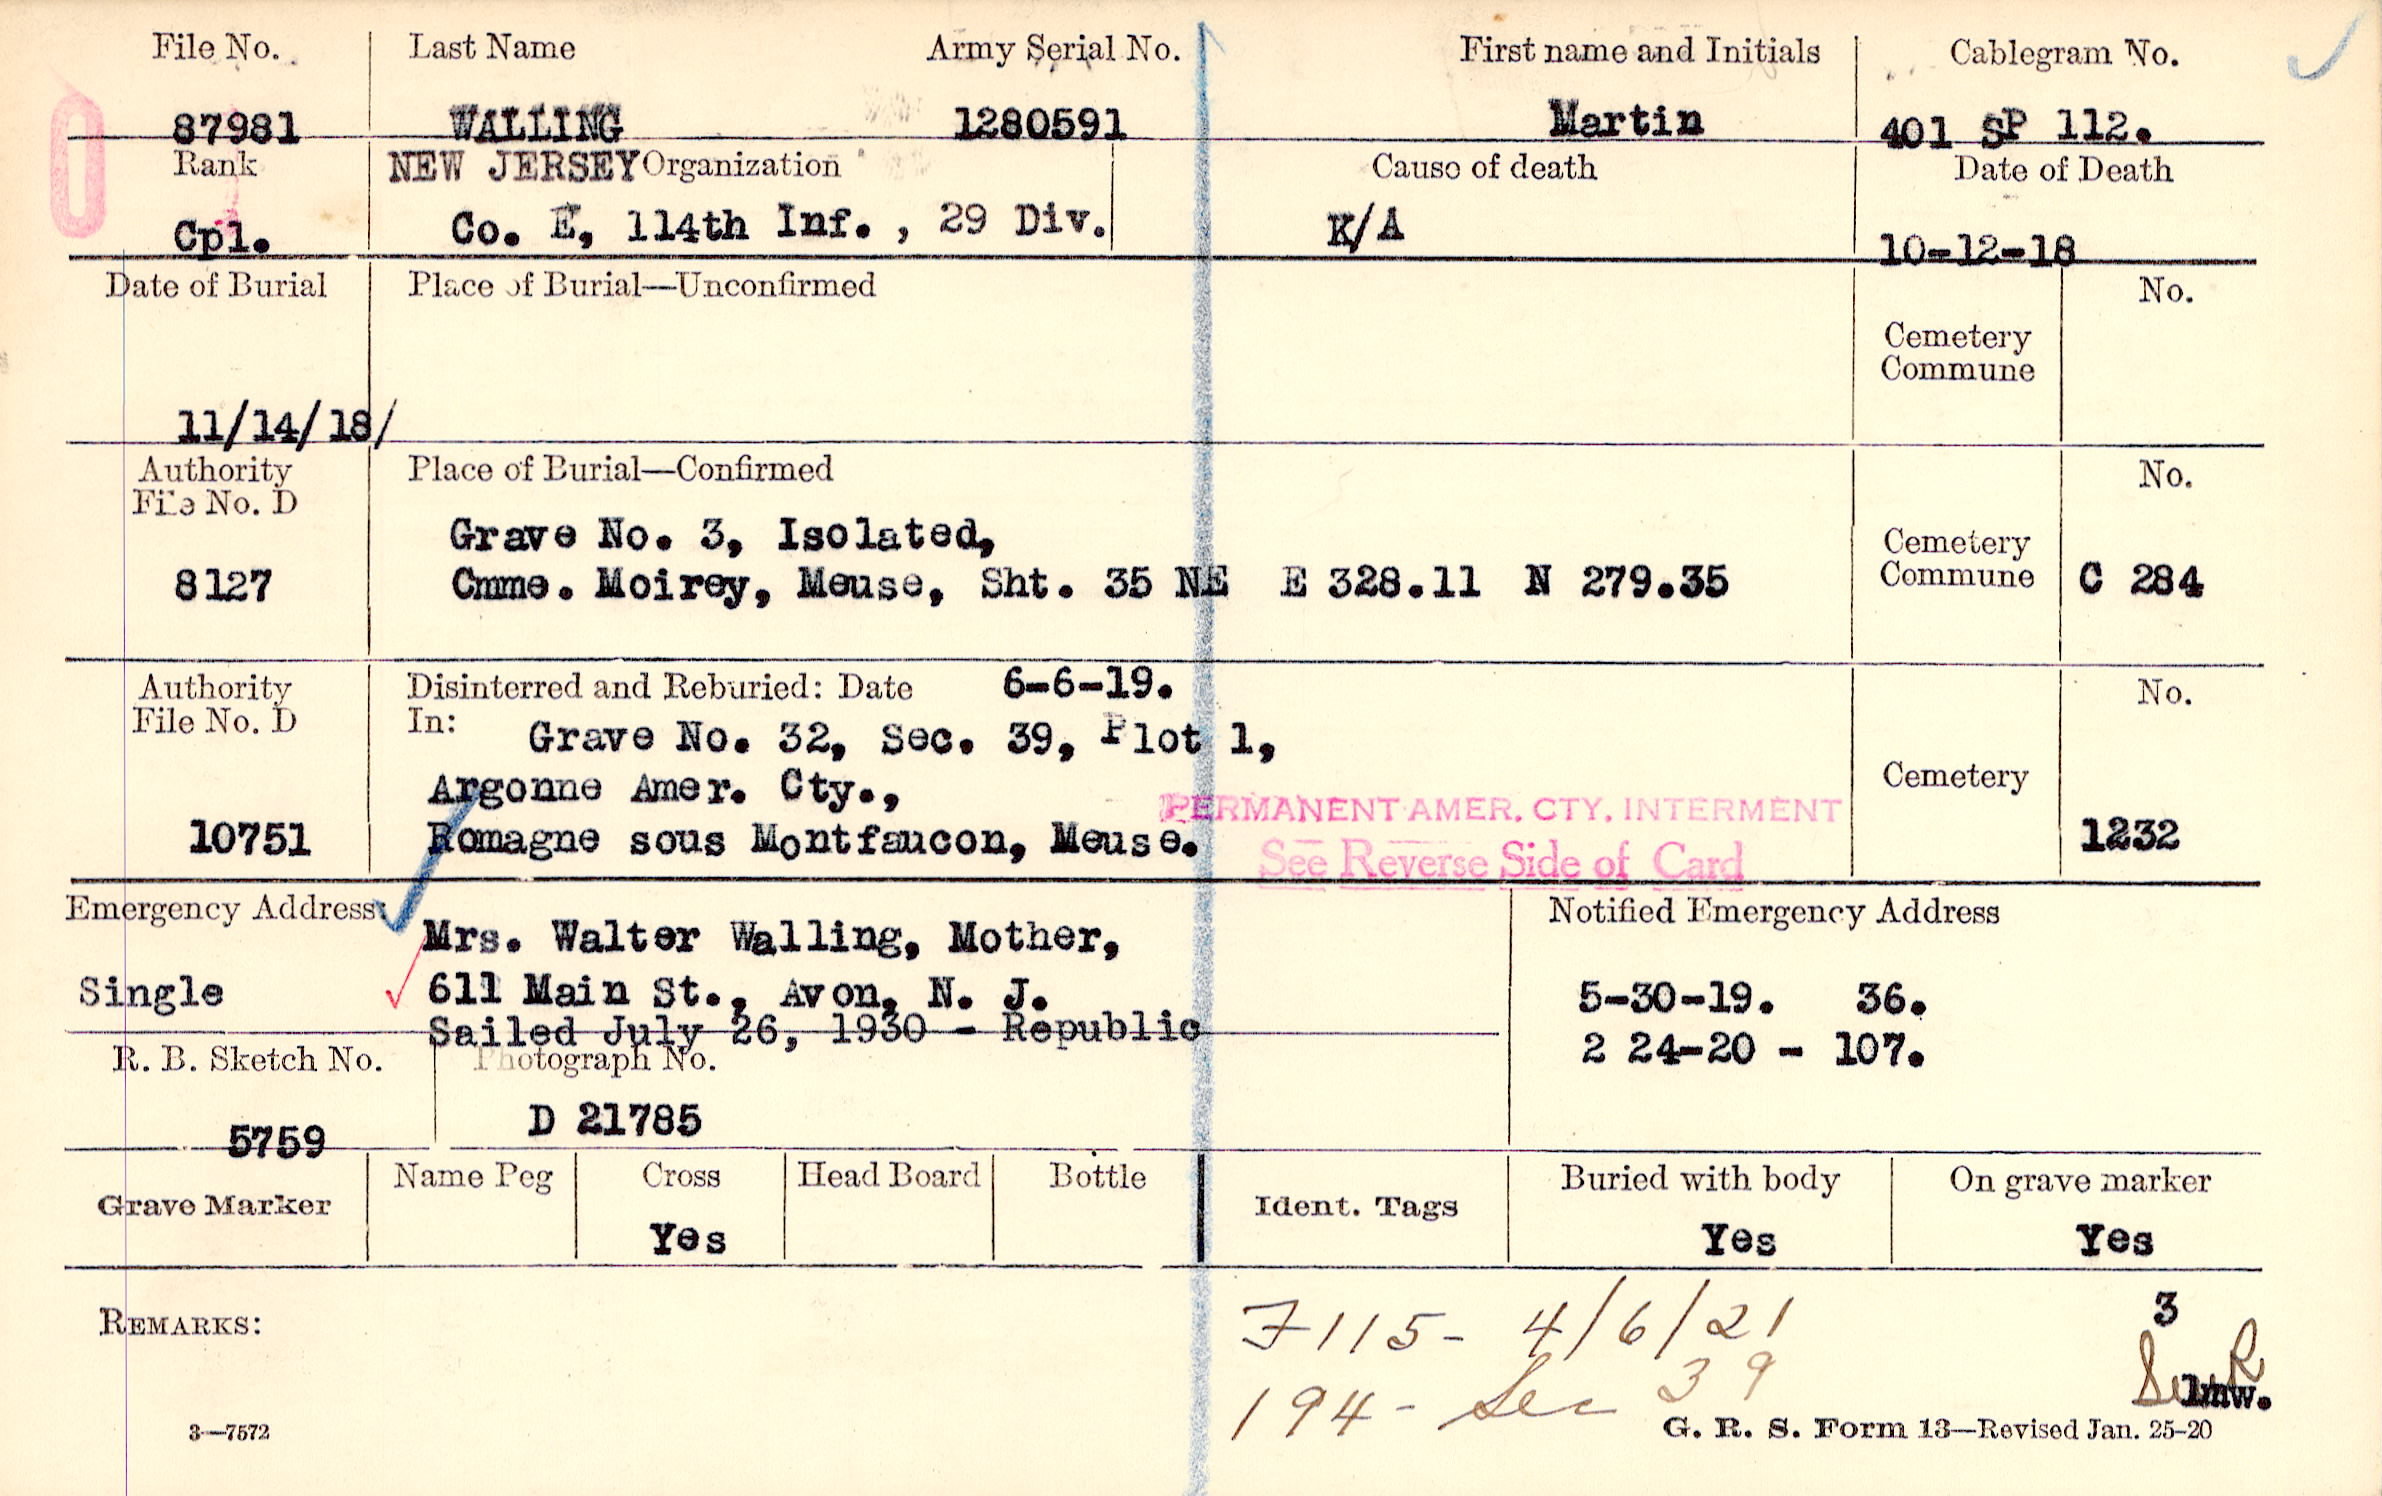 File No. Last Name Army Serial No. First name and Initials Cablegram No.
87981 WALLING 1280591 Martin 401 SP 112.
Rank NEW JERSEY Organization Cause of death Date of Death
Cpl. Co. E, 114th Inf., 29 Div. K/A 10-12-18
Date of Burial Place of Burial—Unconfirmed No.
Cemetery
Commune
11/14/18/
Authority Place of Burial—Confirmed No.
File No. D
Grave No. 3, Isolated, Cemetery
8127 Cmme. Moirey, Meuse, Sht. 35 NE E 328.11 N 279.35 Commune C 284
Authority Disinterred and Reburied: Date 6-6-19. No.
File No. D In: Grave No. 32, Sec. 39, Plot 1,
Argonne Amer. Cty., Cemetery
PERMANENT AMER. CTY. INTERMENT
10751 Romagne sous Montfaucon, Meuse. 1232
See Reverse Side of Card
Emergency Address Notified Emergency Address
Mrs. Walter Walling, Mother,
Single 611 Main St., Avon, N. J. 5-30-19. 36.
Sailed July 26, 1930 - Republic
R. B. Sketch No. Photograph No. 2 24-20 - 107.
5759 D 21785
Grave Marker Name Peg Cross Head Board Bottle Ident. Tags Buried with body On grave marker
Yes Yes Yes
REMARKS: F115- 4/6/21 3
194- Sec 39 lmw.
3—7572 G. R. S. Form 13—Revised Jan. 25-20